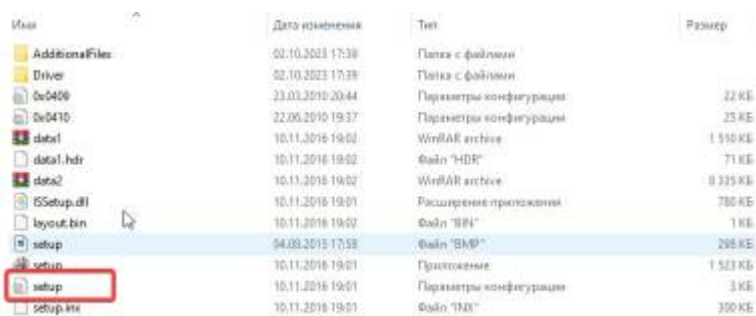 Имя Дата изменения Тип Размер
AdditionalFiles 02.10.2023 17:39 Папка с файлами
Driver 02.10.2023 17:39 Папка с файлами
0x0409 23.03.2010 20:44 Параметры конфигурации 22 КБ
0x0410 22.06.2010 19:37 Параметры конфигурации 25 КБ
data1 10.11.2016 19:02 WinRAR archive 1 510 КБ
data1.hdr 10.11.2016 19:02 Файл "HDR" 71 КБ
data2 10.11.2016 19:02 WinRAR archive 8 335 КБ
ISSetup.dll 10.11.2016 19:01 Расширение приложения 780 КБ
layout.bin 10.11.2016 19:02 Файл "BIN" 1 КБ
setup 04.08.2015 17:58 Файл "BMP" 298 КБ
setup 10.11.2016 19:01 Приложение 1 523 КБ
setup 10.11.2016 19:01 Параметры конфигурации 3 КБ
setup.inx 10.11.2016 19:01 Файл "INX" 300 КБ